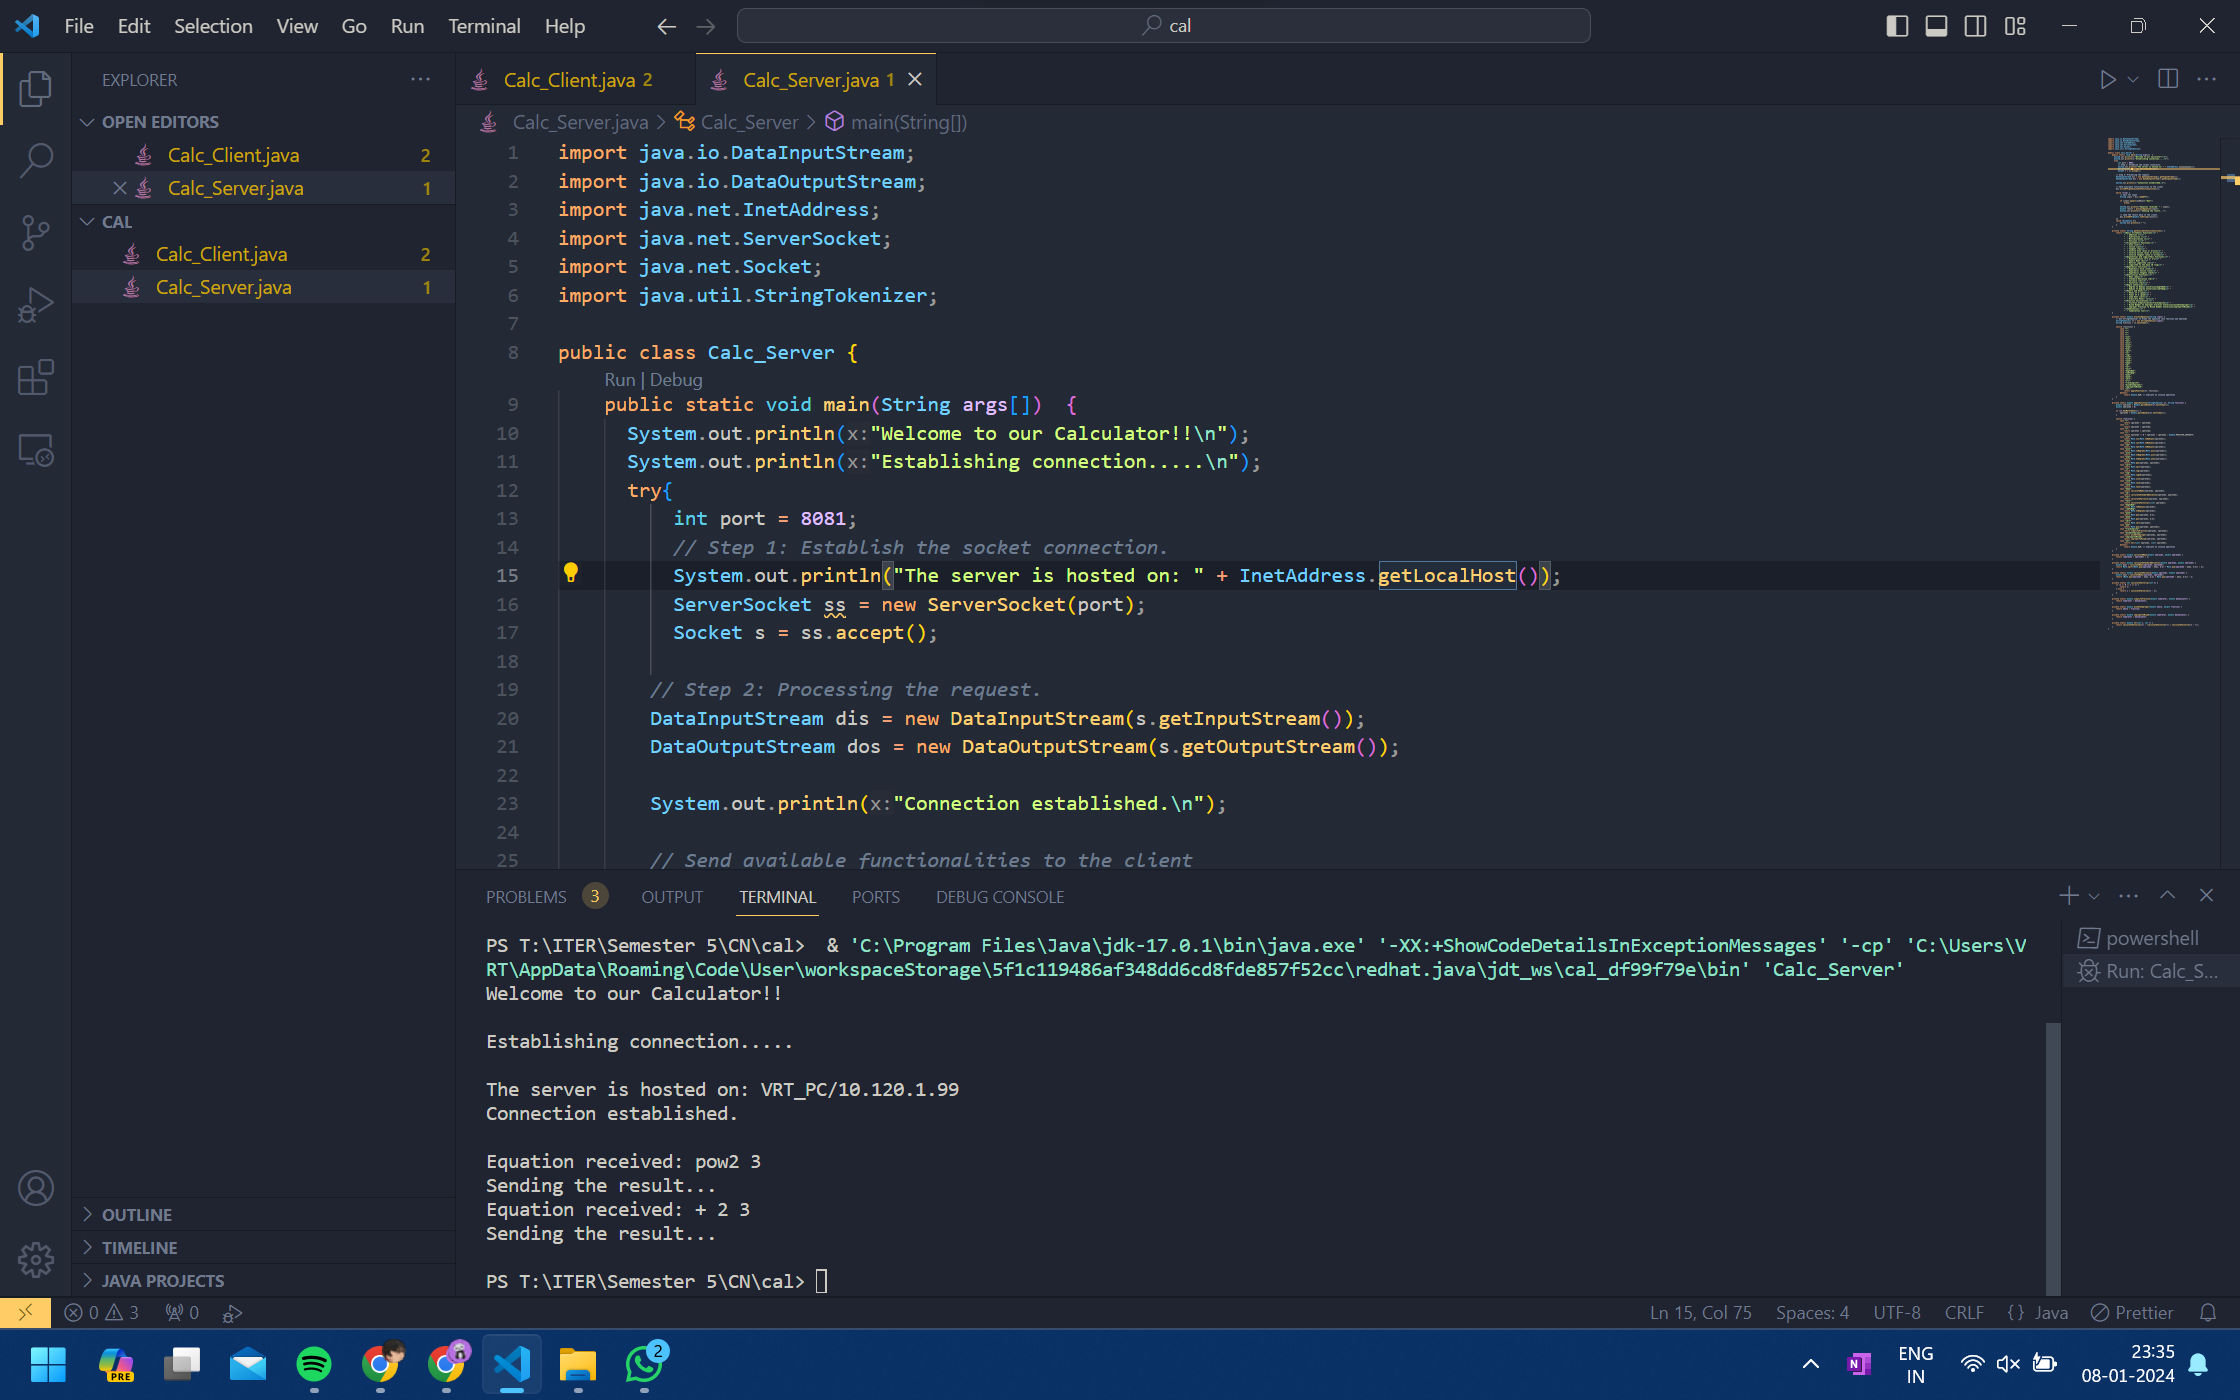 File Edit Selection View Go Run Terminal Help
cal
EXPLORER
OPEN EDITORS
Calc_Client.java 2
Calc_Server.java 1
CAL
Calc_Client.java 2
Calc_Server.java 1
OUTLINE
TIMELINE
JAVA PROJECTS
Calc_Client.java 2
Calc_Server.java 1
Calc_Server.java > Calc_Server > main(String[])
1 import java.io.DataInputStream;
2 import java.io.DataOutputStream;
3 import java.net.InetAddress;
4 import java.net.ServerSocket;
5 import java.net.Socket;
6 import java.util.StringTokenizer;
7
8 public class Calc_Server {
Run | Debug
9 public static void main(String args[])  {
10 System.out.println(x:"Welcome to our Calculator!!\n");
11 System.out.println(x:"Establishing connection.....\n");
12 try{
13 int port = 8081;
14 // Step 1: Establish the socket connection.
15 System.out.println("The server is hosted on: " + InetAddress.getLocalHost());
16 ServerSocket ss = new ServerSocket(port);
17 Socket s = ss.accept();
18
19 // Step 2: Processing the request.
20 DataInputStream dis = new DataInputStream(s.getInputStream());
21 DataOutputStream dos = new DataOutputStream(s.getOutputStream());
22
23 System.out.println(x:"Connection established.\n");
24
25 // Send available functionalities to the client
PROBLEMS 3 OUTPUT TERMINAL PORTS DEBUG CONSOLE
PS T:\ITER\Semester 5\CN\cal>  & 'C:\Program Files\Java\jdk-17.0.1\bin\java.exe' '-XX:+ShowCodeDetailsInExceptionMessages' '-cp' 'C:\Users\V
RT\AppData\Roaming\Code\User\workspaceStorage\5f1c119486af348dd6cd8fde857f52cc\redhat.java\jdt_ws\cal_df99f79e\bin' 'Calc_Server'
Welcome to our Calculator!!
Establishing connection.....
The server is hosted on: VRT_PC/10.120.1.99
Connection established.
Equation received: pow2 3
Sending the result...
Equation received: + 2 3
Sending the result...
PS T:\ITER\Semester 5\CN\cal>
powershell
Run: Calc_S...
0 3 0
Ln 15, Col 75 Spaces: 4 UTF-8 CRLF {} Java Prettier
PRE
2
N
ENG
IN
23:35
08-01-2024